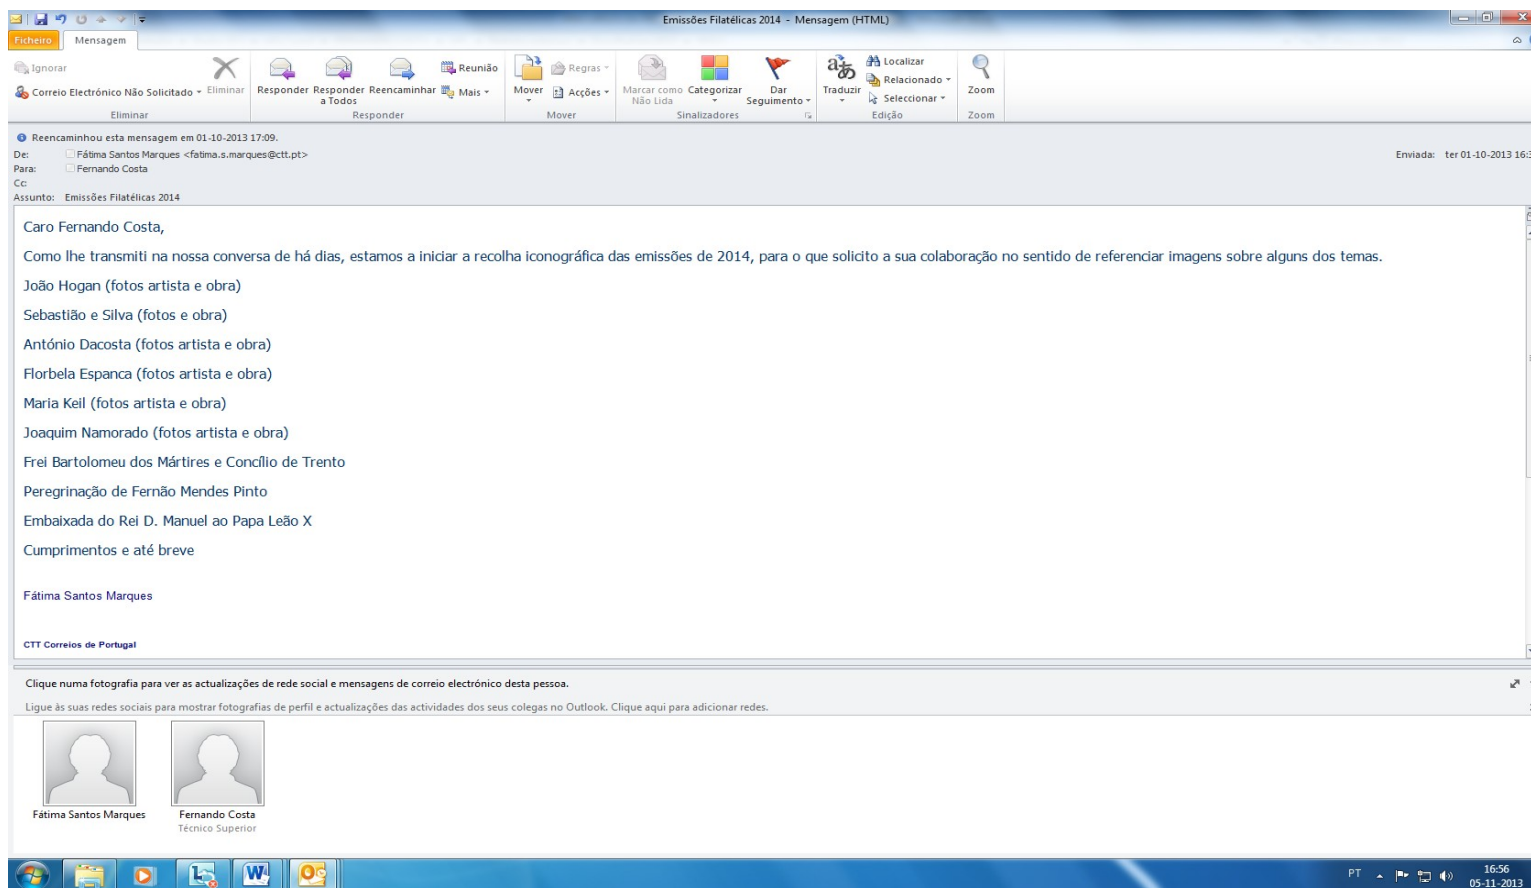 Emissões Filatélicas 2014 - Mensagem (HTML)
Ficheiro Mensagem
Ignorar
Correio Electrónico Não Solicitado
Eliminar
Responder
Responder a Todos
Reencaminhar
Reunião
Mais
Mover
Regras
Acções
Marcar como Não Lida
Categorizar
Dar Seguimento
Traduzir
Localizar
Relacionado
Seleccionar
Zoom
Eliminar Responder Mover Sinalizadores Edição Zoom
Reencaminhou esta mensagem em 01-10-2013 17:09.
De: Fátima Santos Marques <fatima.s.marques@ctt.pt> Enviada: ter 01-10-2013
Para: Fernando Costa
Cc:
Assunto: Emissões Filatélicas 2014
Caro Fernando Costa,
Como lhe transmiti na nossa conversa de há dias, estamos a iniciar a recolha iconográfica das emissões de 2014, para o que solicito a sua colaboração no sentido de referenciar imagens sobre alguns dos temas.
João Hogan (fotos artista e obra)
Sebastião e Silva (fotos e obra)
António Dacosta (fotos artista e obra)
Florbela Espanca (fotos artista e obra)
Maria Keil (fotos artista e obra)
Joaquim Namorado (fotos artista e obra)
Frei Bartolomeu dos Mártires e Concílio de Trento
Peregrinação de Fernão Mendes Pinto
Embaixada do Rei D. Manuel ao Papa Leão X
Cumprimentos e até breve
Fátima Santos Marques
CTT Correios de Portugal
Clique numa fotografia para ver as actualizações de rede social e mensagens de correio electrónico desta pessoa.
Ligue às suas redes sociais para mostrar fotografias de perfil e actualizações das actividades dos seus colegas no Outlook. Clique aqui para adicionar redes.
Fátima Santos Marques
Fernando Costa
Técnico Superior
PT 16:56
05-11-2013